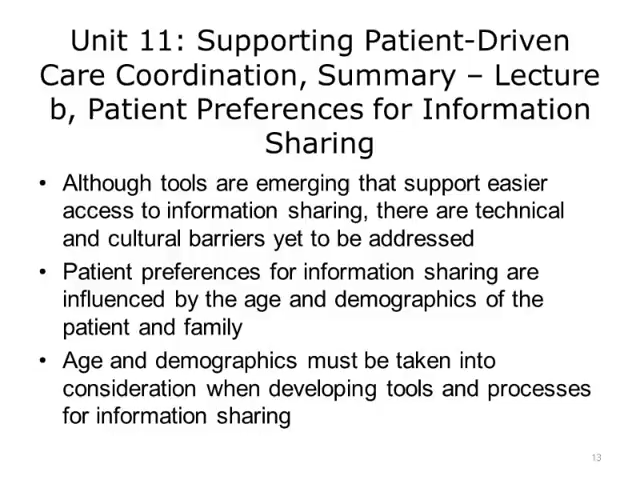 Unit 11: Supporting Patient-Driven
Care Coordination, Summary – Lecture
b, Patient Preferences for Information
Sharing
• Although tools are emerging that support easier
access to information sharing, there are technical
and cultural barriers yet to be addressed
• Patient preferences for information sharing are
influenced by the age and demographics of the
patient and family
• Age and demographics must be taken into
consideration when developing tools and processes
for information sharing
13